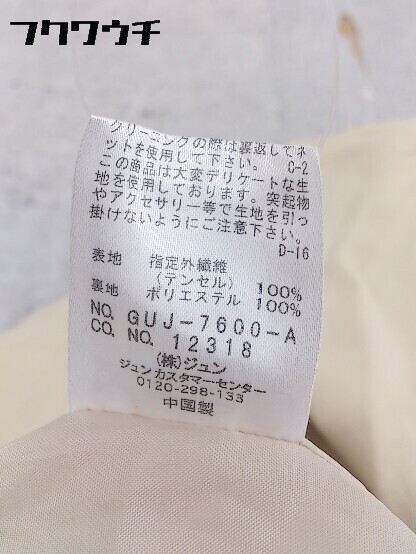 フクワウチ
クリーニングの際は裏返してネ
ットを使用して下さい。 C-2
この商品は大変デリケートな生
地を使用しております。突起物
やアクセサリー等で生地を引っ
掛けないようにご注意下さい。
D-16
表地 指定外繊維
(テンセル) 100%
裏地 ポリエステル 100%
NO. GUJ-7600-A
CO. NO. 12318
(株)ジュン
ジュン カスタマーセンター
0120-298-133
中国製